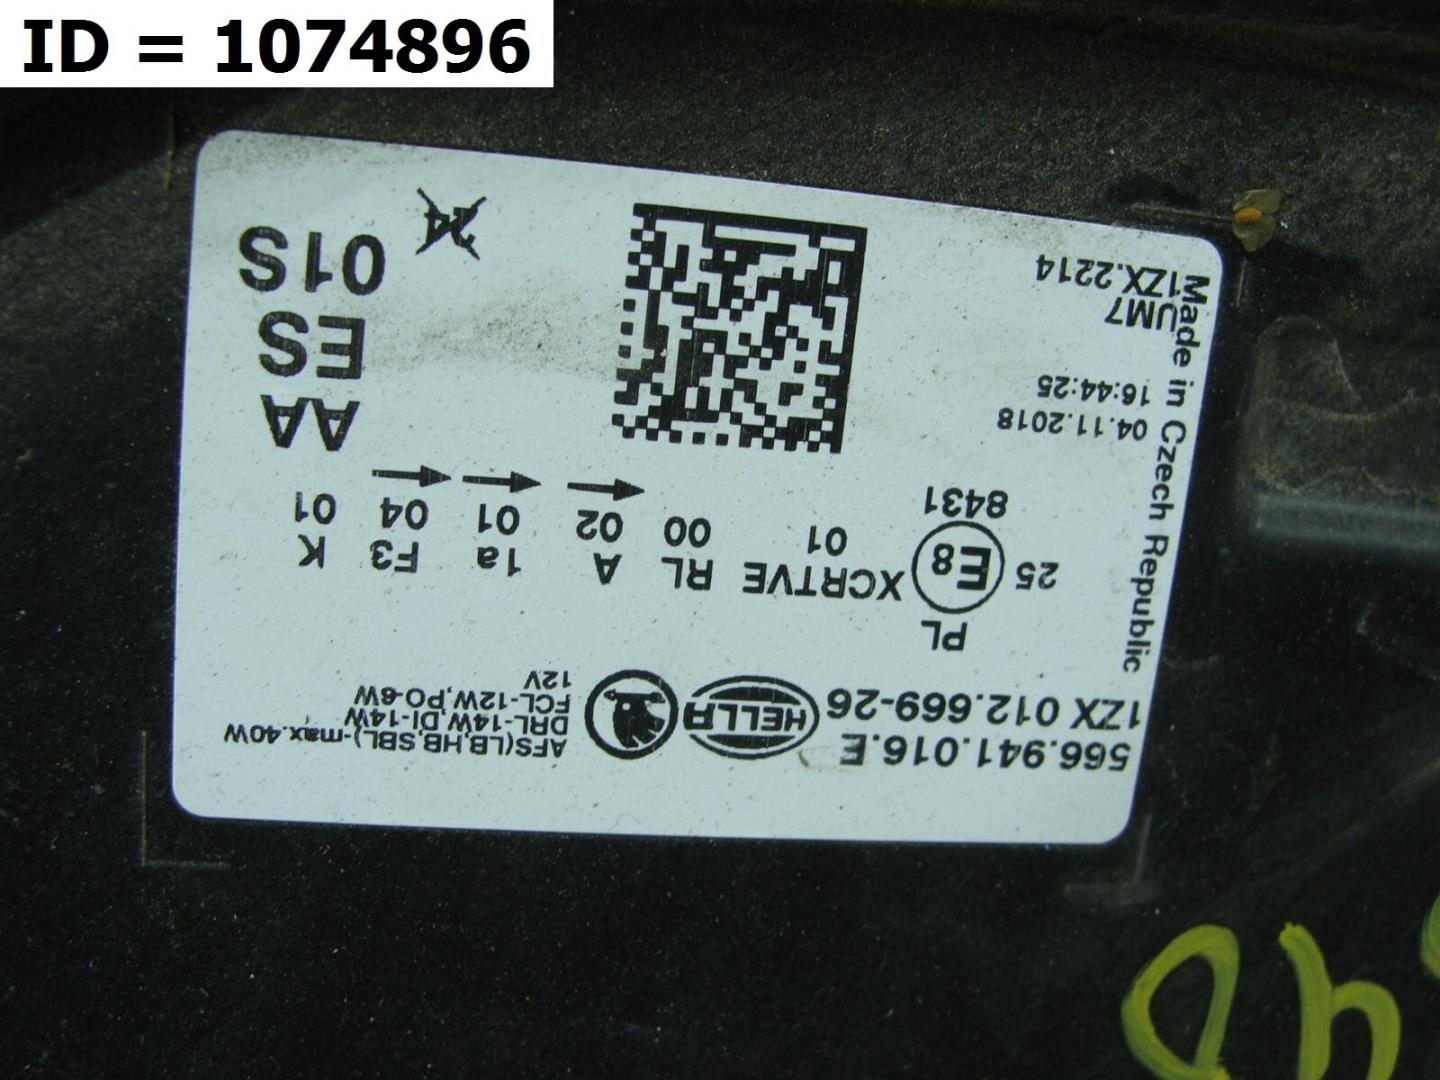 ID = 1074896
566.941.016.E
1ZX 012.669-26
HELLA
AFS(LB,HB,SBL)-max.40W
DRL-14W,DI-14W
FCL-12W,PO-6W
12V
PL
25 E8 XCRTVE RL A 1a F3 K
8431 01 00 02 01 04 01
04.11.2018
16:44:25
UM7
1ZX.2214
Made in Czech Republic
AA
ES
01S
24